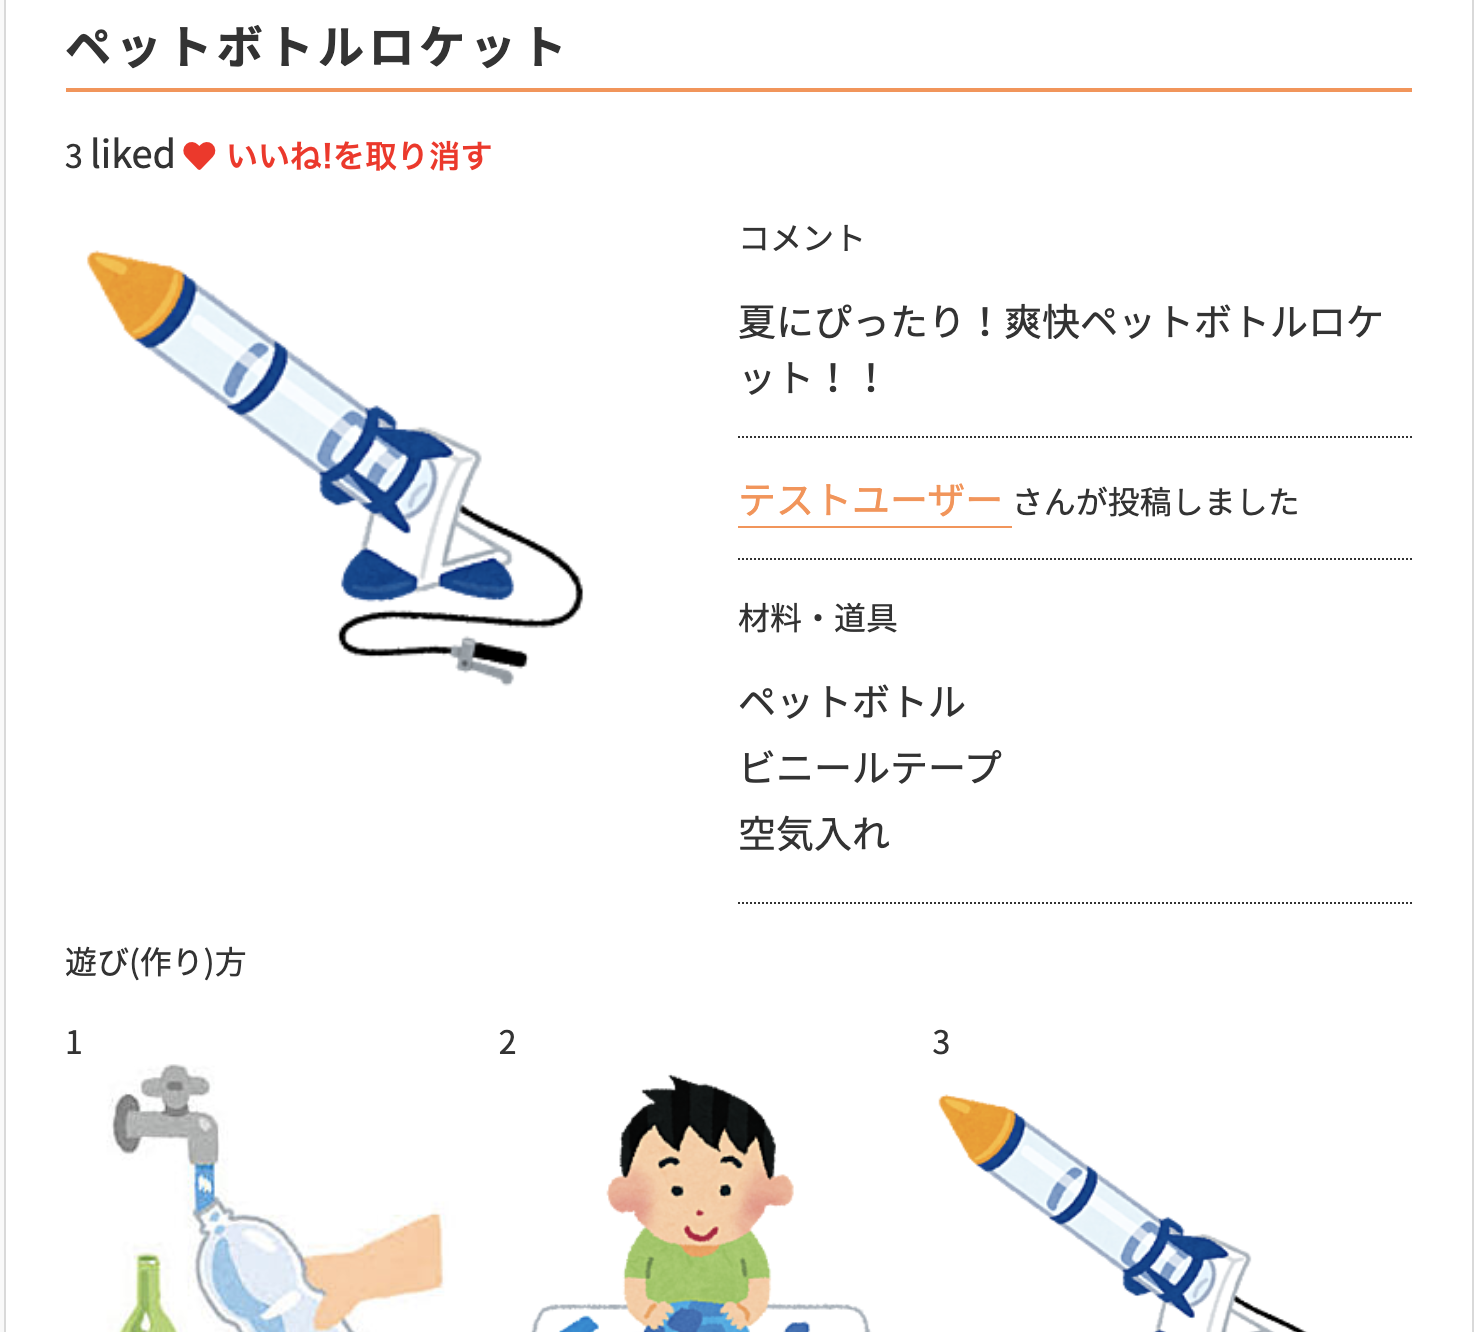 ペットボトルロケット
3 liked いいね!を取り消す
コメント
夏にぴったり！爽快ペットボトルロケ
ット！！
テストユーザー さんが投稿しました
材料・道具
ペットボトル
ビニールテープ
空気入れ
遊び(作り)方
1
2
3